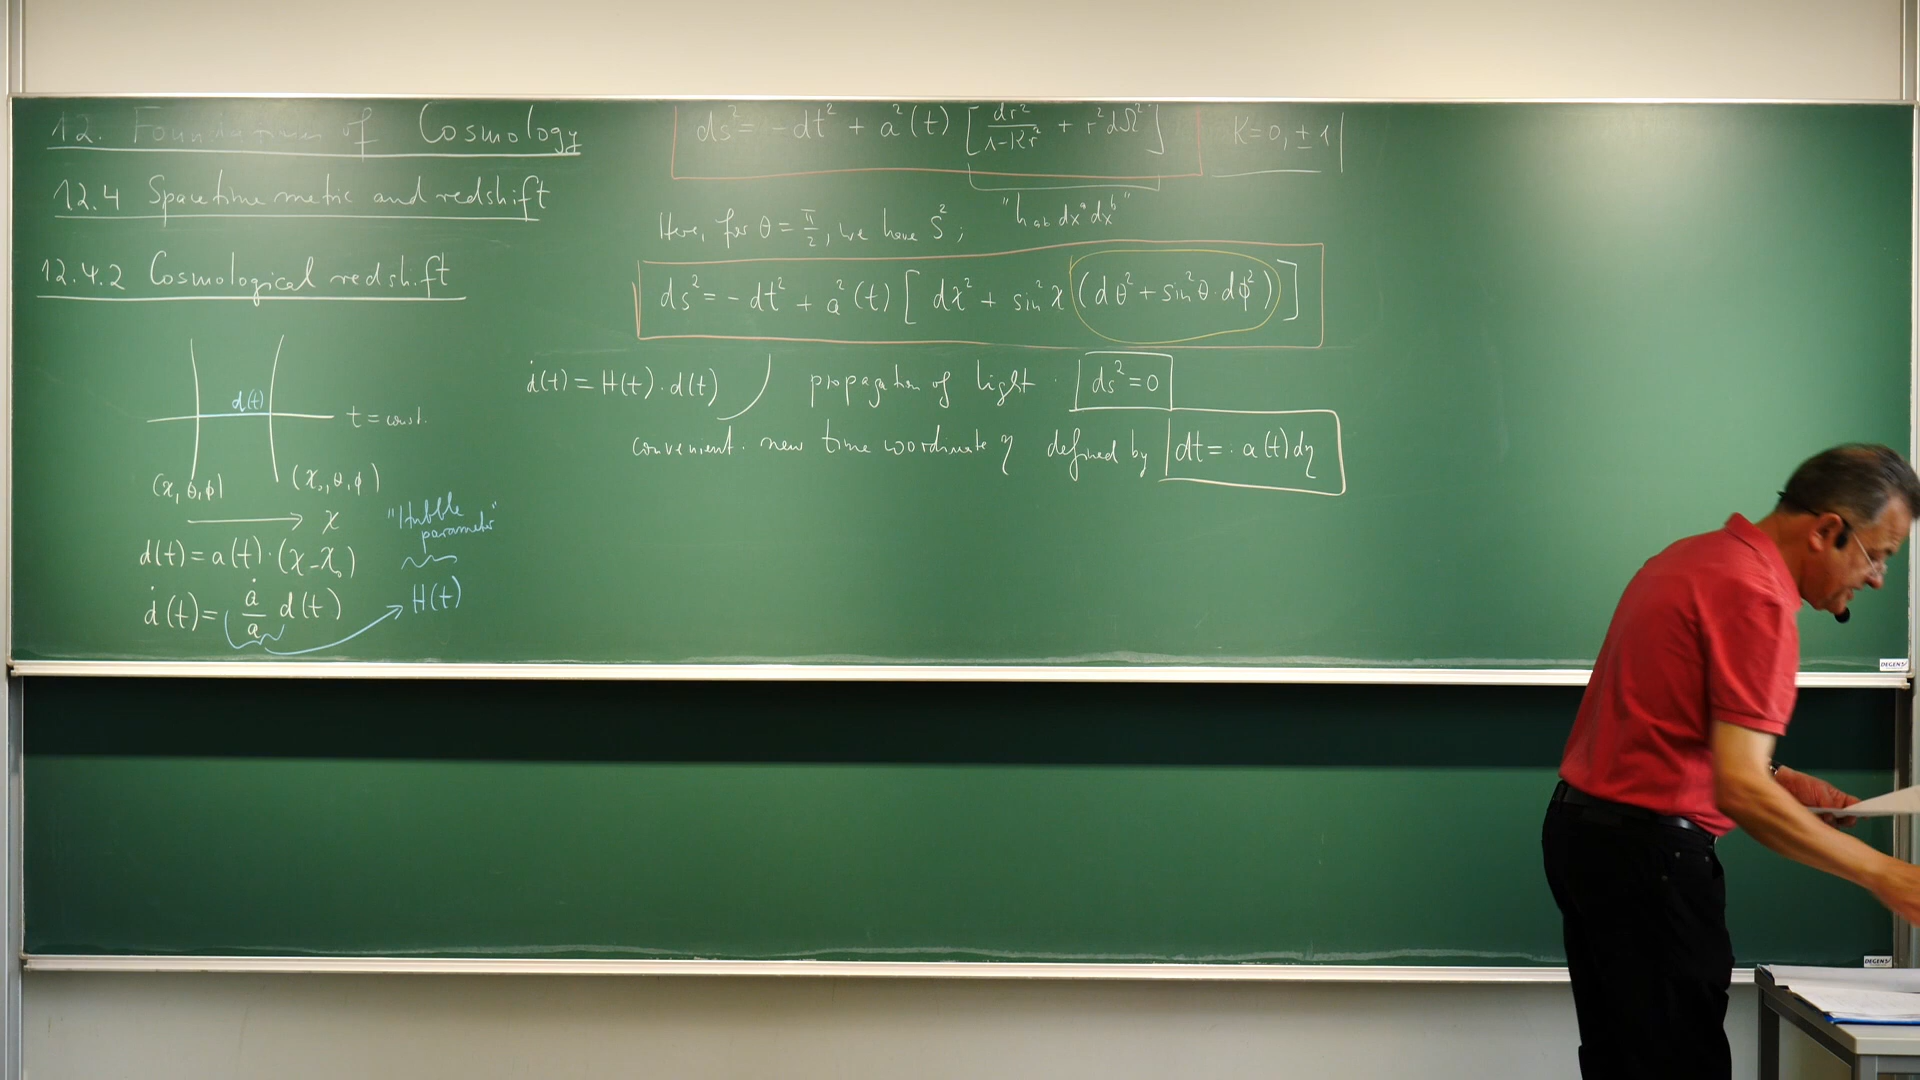 12. Foundations of Cosmology
12.4 Spacetime metric and redshift
12.4.2 Cosmological redshift
d(t)
t = const.
(χ, θ, φ)
(χ₀, θ, φ)
χ
d(t) = a(t)·(χ-χ₀)
ḋ(t) = ȧ/a d(t)
"Hubble
parameter"
H(t)
ds² = -dt² + a²(t) [dr²/(1-Kr²) + r²dΩ²]
K = 0, ±1
"h_ab dx^a dx^b"
Here, for θ = π/2, we have S²;
ds² = -dt² + a²(t) [dχ² + sin²χ (dθ² + sin²θ·dφ²)]
ḋ(t) = H(t)·d(t)
propagation of light. ds² = 0
convenient. new time coordinate η defined by dt = · a(t)dη
DEGEN
DEGEN